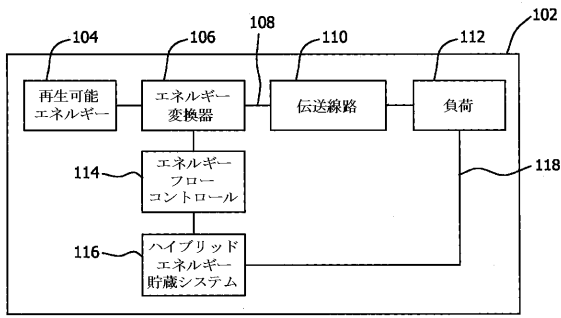 104
106
108
110
112
102
再生可能
エネルギー
エネルギー
変換器
伝送線路
負荷
114
エネルギー
フロー
コントロール
118
116
ハイブリッド
エネルギー
貯蔵システム